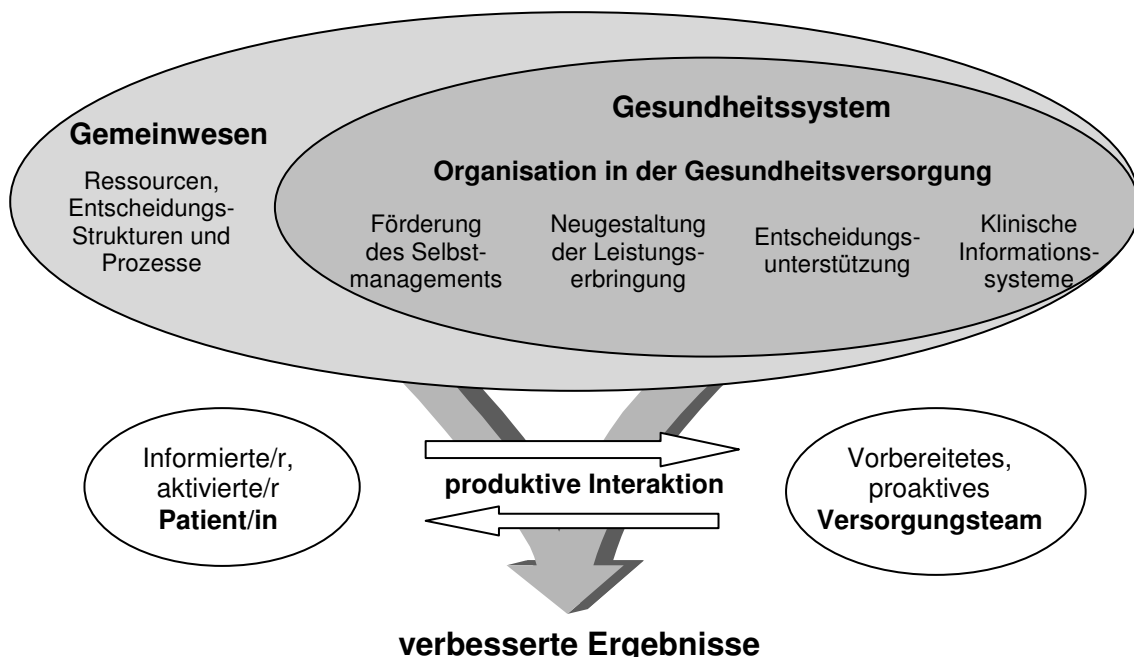 Gemeinwesen
Ressourcen,
Entscheidungs-
Strukturen und
Prozesse
Gesundheitssystem
Organisation in der Gesundheitsversorgung
Förderung
des Selbst-
managements
Neugestaltung
der Leistungs-
erbringung
Entscheidungs-
unterstützung
Klinische
Informations-
systeme
Informierte/r,
aktivierte/r
Patient/in
produktive Interaktion
Vorbereitetes,
proaktives
Versorgungsteam
verbesserte Ergebnisse